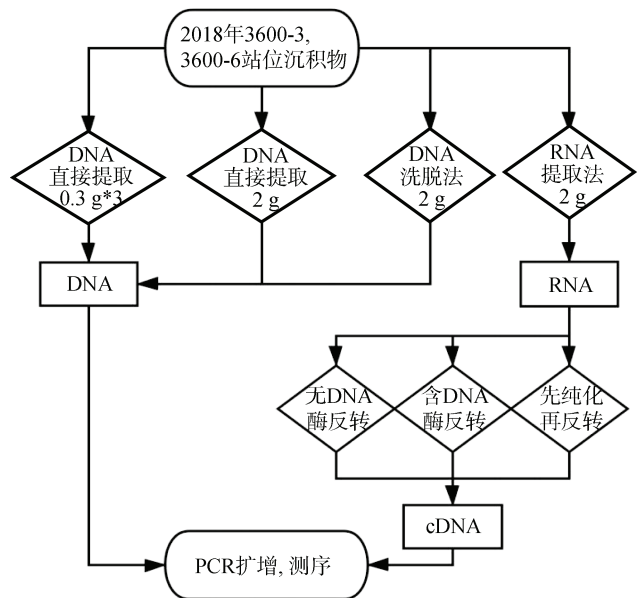 2018年3600-3,
3600-6站位沉积物
DNA
直接提取
0.3 g*3
DNA
直接提取
2 g
DNA
洗脱法
2 g
RNA
提取法
2 g
DNA
RNA
无DNA
酶反转
含DNA
酶反转
先纯化
再反转
cDNA
PCR扩增, 测序